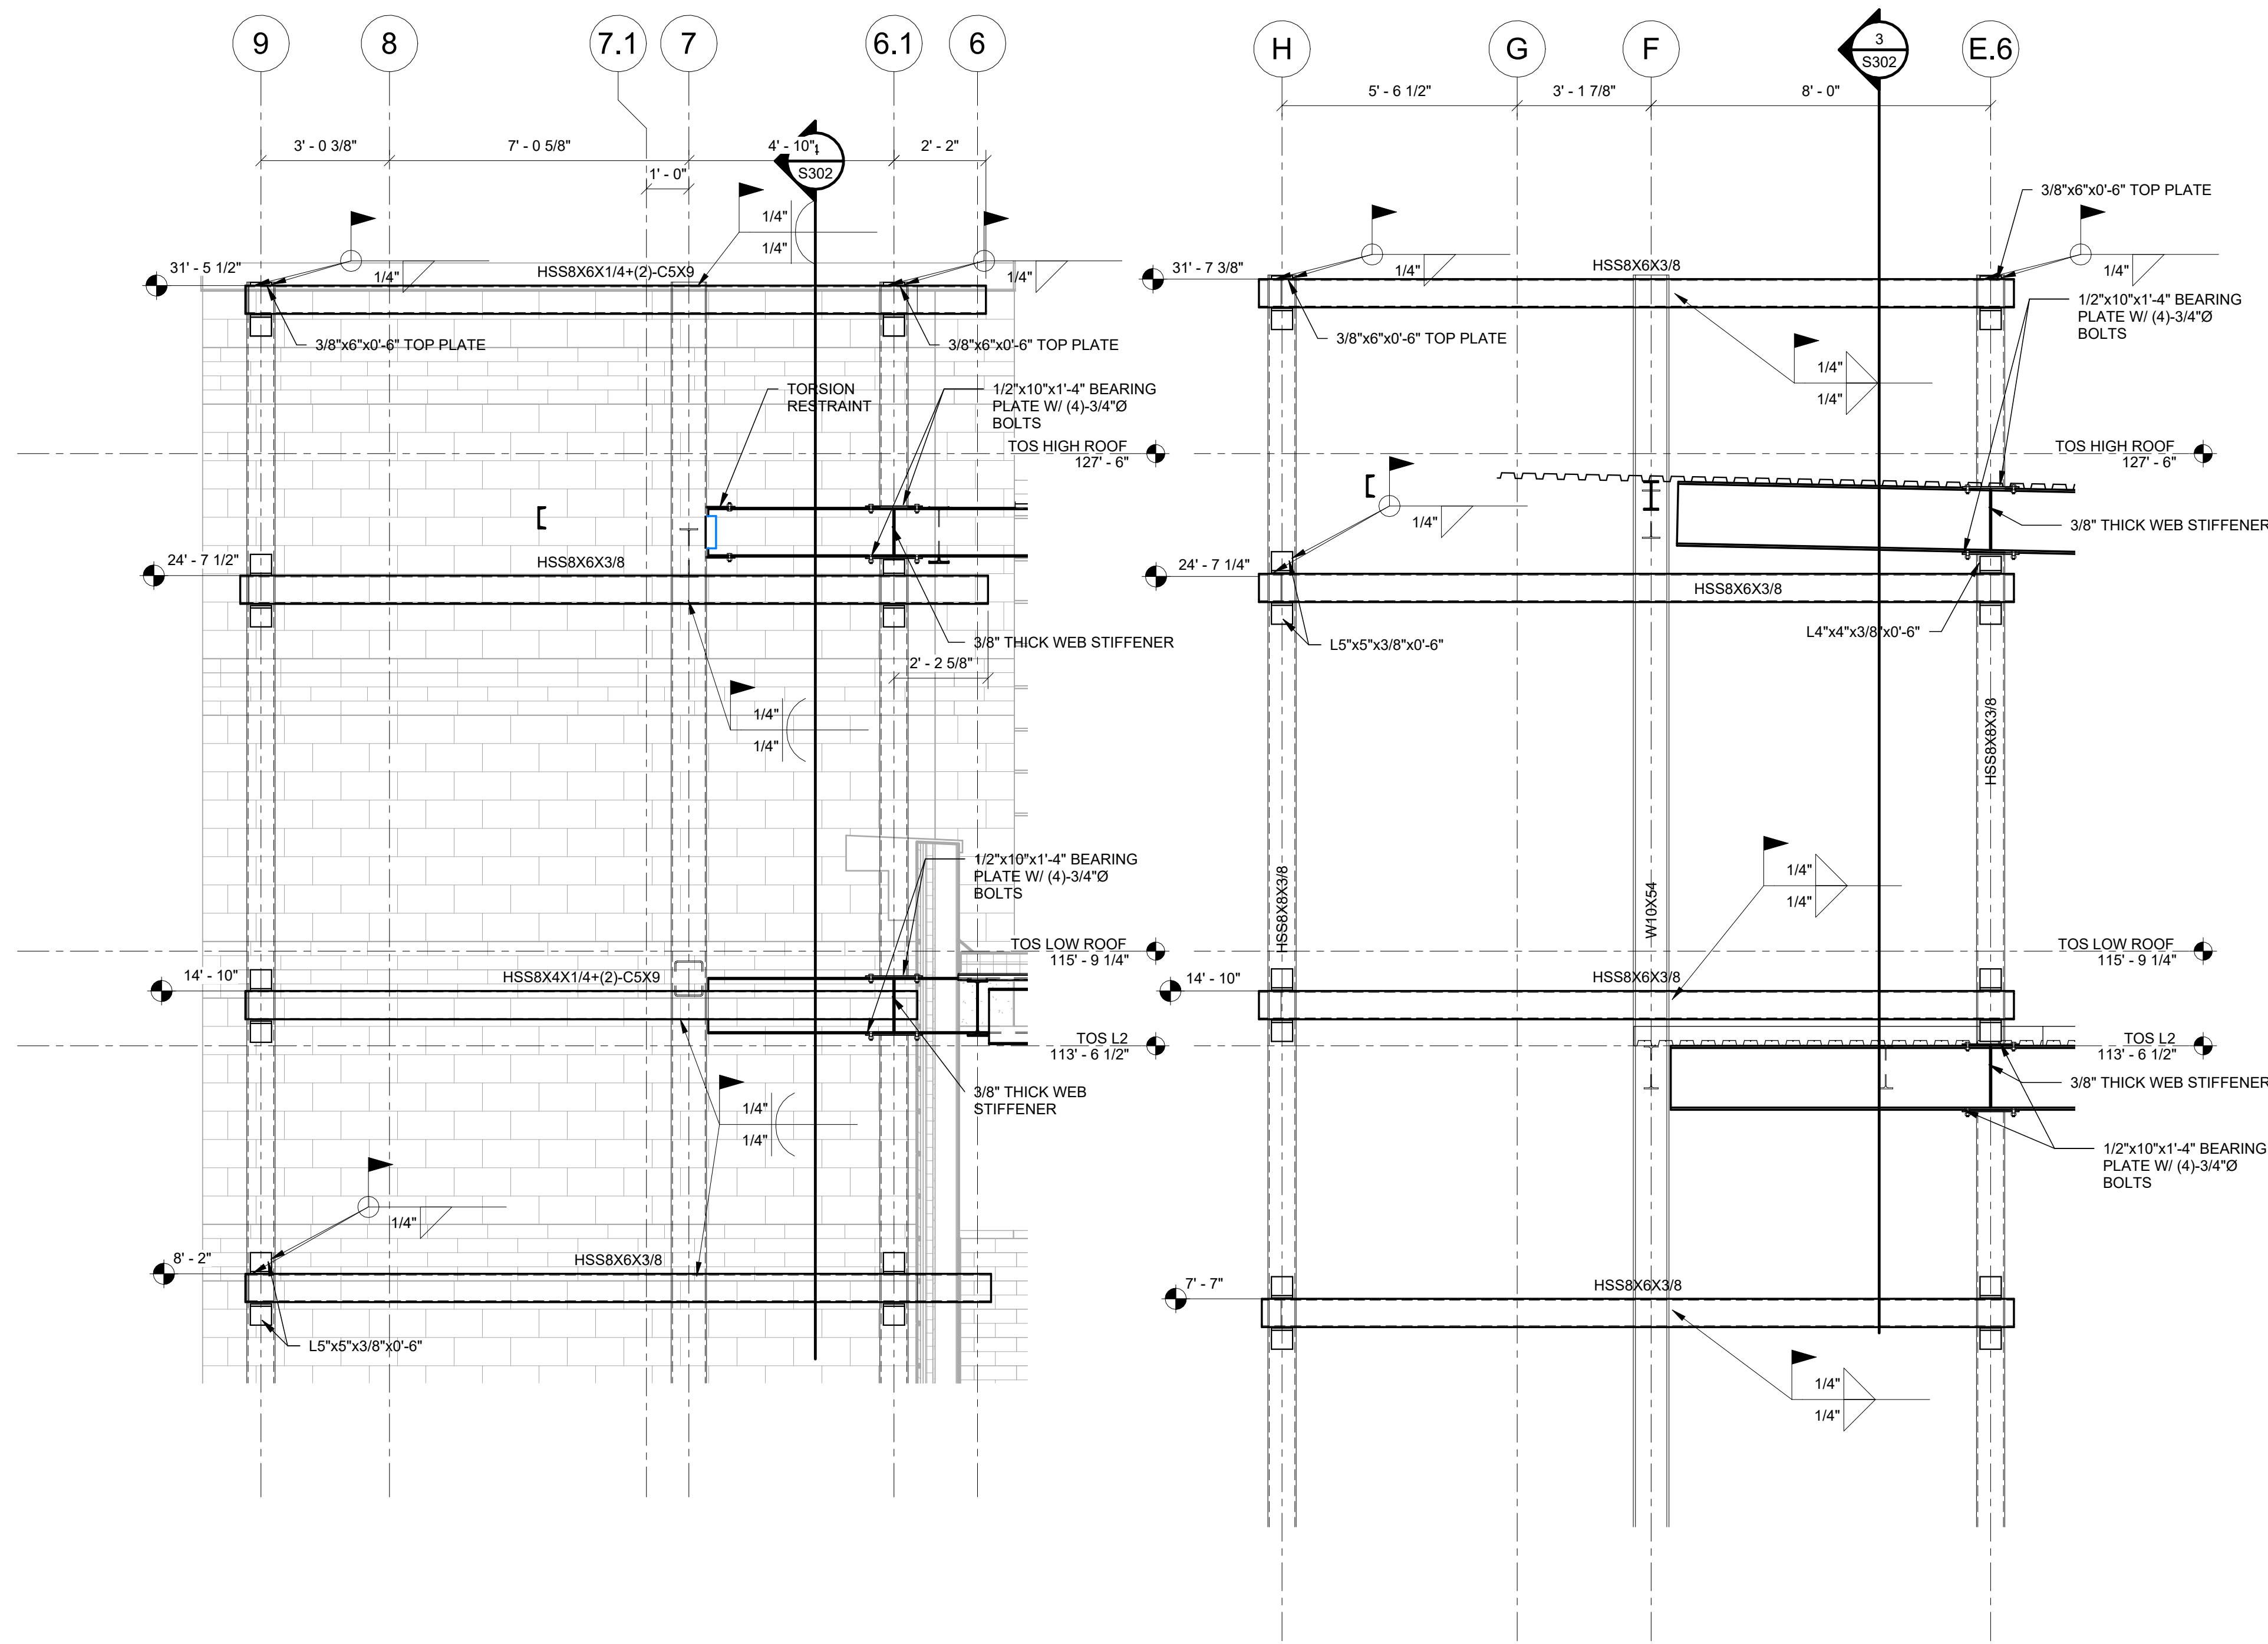 9
8
7.1
7
6.1
6
3' - 0 3/8"
7' - 0 5/8"
4' - 10"
2' - 2"
1' - 0"
S302
1/4"
1/4"
31' - 5 1/2"
1/4"
HSS8X6X1/4+(2)-C5X9
1/4"
3/8"x6"x0'-6" TOP PLATE
3/8"x6"x0'-6" TOP PLATE
TORSION
RESTRAINT
1/2"x10"x1'-4" BEARING
PLATE W/ (4)-3/4"Ø
BOLTS
TOS HIGH ROOF
127' - 6"
24' - 7 1/2"
HSS8X6X3/8
3/8" THICK WEB STIFFENER
2' - 2 5/8"
1/4"
1/4"
1/2"x10"x1'-4" BEARING
PLATE W/ (4)-3/4"Ø
BOLTS
TOS LOW ROOF
115' - 9 1/4"
14' - 10"
HSS8X4X1/4+(2)-C5X9
TOS L2
113' - 6 1/2"
3/8" THICK WEB
STIFFENER
1/4"
1/4"
1/4"
8' - 2"
HSS8X6X3/8
L5"x5"x3/8"x0'-6"
H
G
F
3
S302
E.6
5' - 6 1/2"
3' - 1 7/8"
8' - 0"
3/8"x6"x0'-6" TOP PLATE
31' - 7 3/8"
1/4"
HSS8X6X3/8
1/4"
1/2"x10"x1'-4" BEARING
PLATE W/ (4)-3/4"Ø
BOLTS
3/8"x6"x0'-6" TOP PLATE
1/4"
1/4"
TOS HIGH ROOF
127' - 6"
1/4"
3/8" THICK WEB STIFFENER
24' - 7 1/4"
HSS8X6X3/8
L4"x4"x3/8"x0'-6"
L5"x5"x3/8"x0'-6"
HSS8X8X3/8
1/4"
1/4"
HSS8X8X3/8
W10X54
TOS LOW ROOF
115' - 9 1/4"
14' - 10"
HSS8X6X3/8
TOS L2
113' - 6 1/2"
3/8" THICK WEB STIFFENER
1/2"x10"x1'-4" BEARING
PLATE W/ (4)-3/4"Ø
BOLTS
7' - 7"
HSS8X6X3/8
1/4"
1/4"